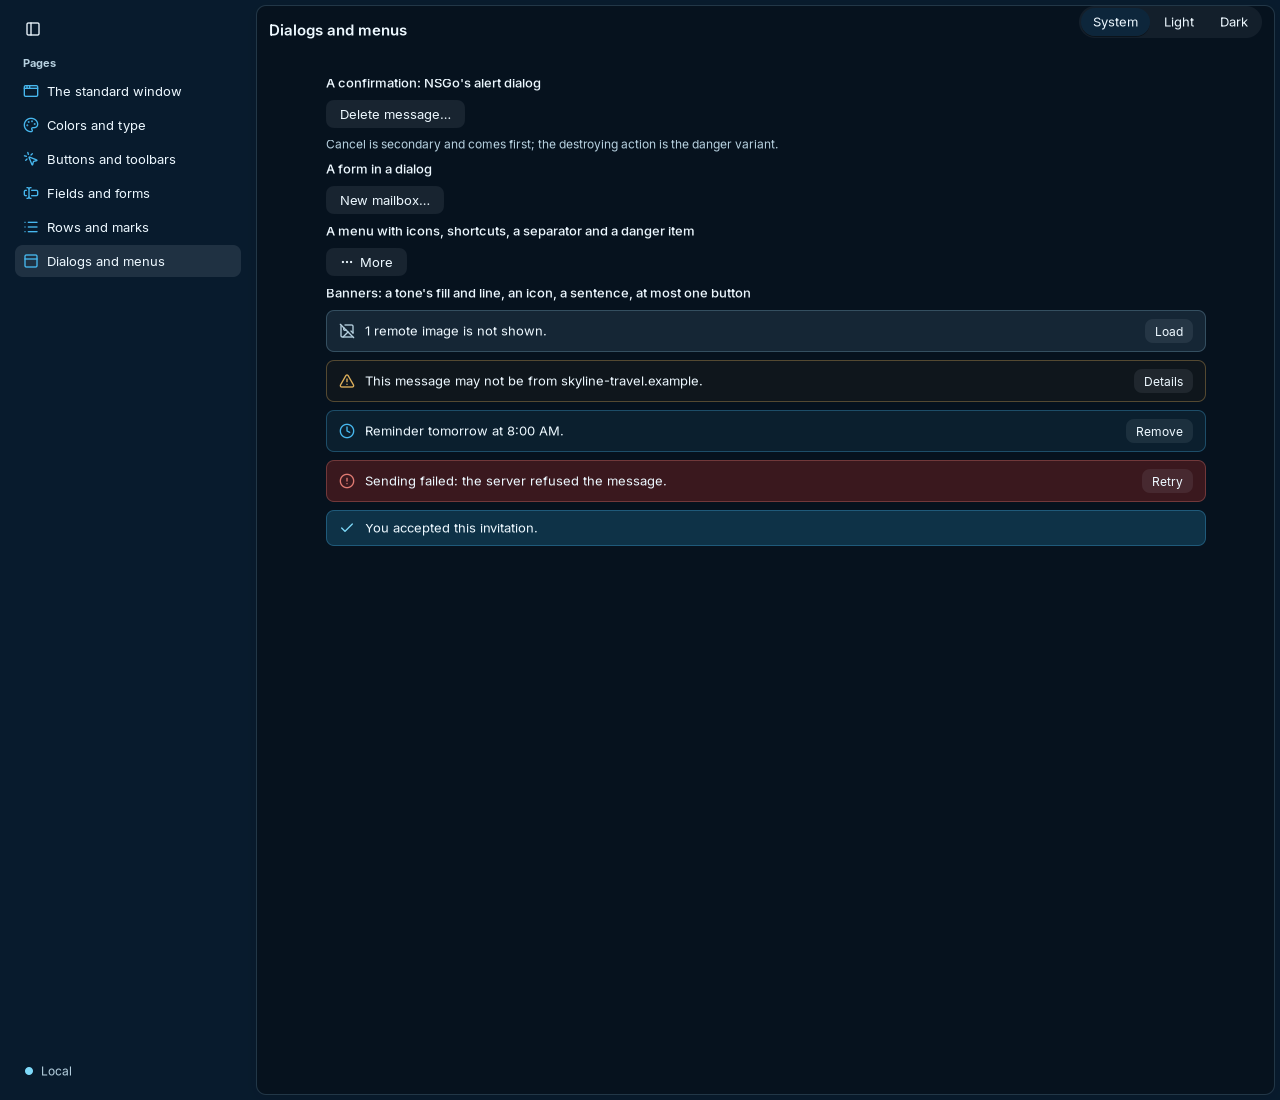 Pages
The standard window
Colors and type
Buttons and toolbars
Fields and forms
Rows and marks
Dialogs and menus
Local
Dialogs and menus
System
Light
Dark
A confirmation: NSGo's alert dialog
Delete message…
Cancel is secondary and comes first; the destroying action is the danger variant.
A form in a dialog
New mailbox…
A menu with icons, shortcuts, a separator and a danger item
More
Banners: a tone's fill and line, an icon, a sentence, at most one button
1 remote image is not shown.
Load
This message may not be from skyline-travel.example.
Details
Reminder tomorrow at 8:00 AM.
Remove
Sending failed: the server refused the message.
Retry
You accepted this invitation.